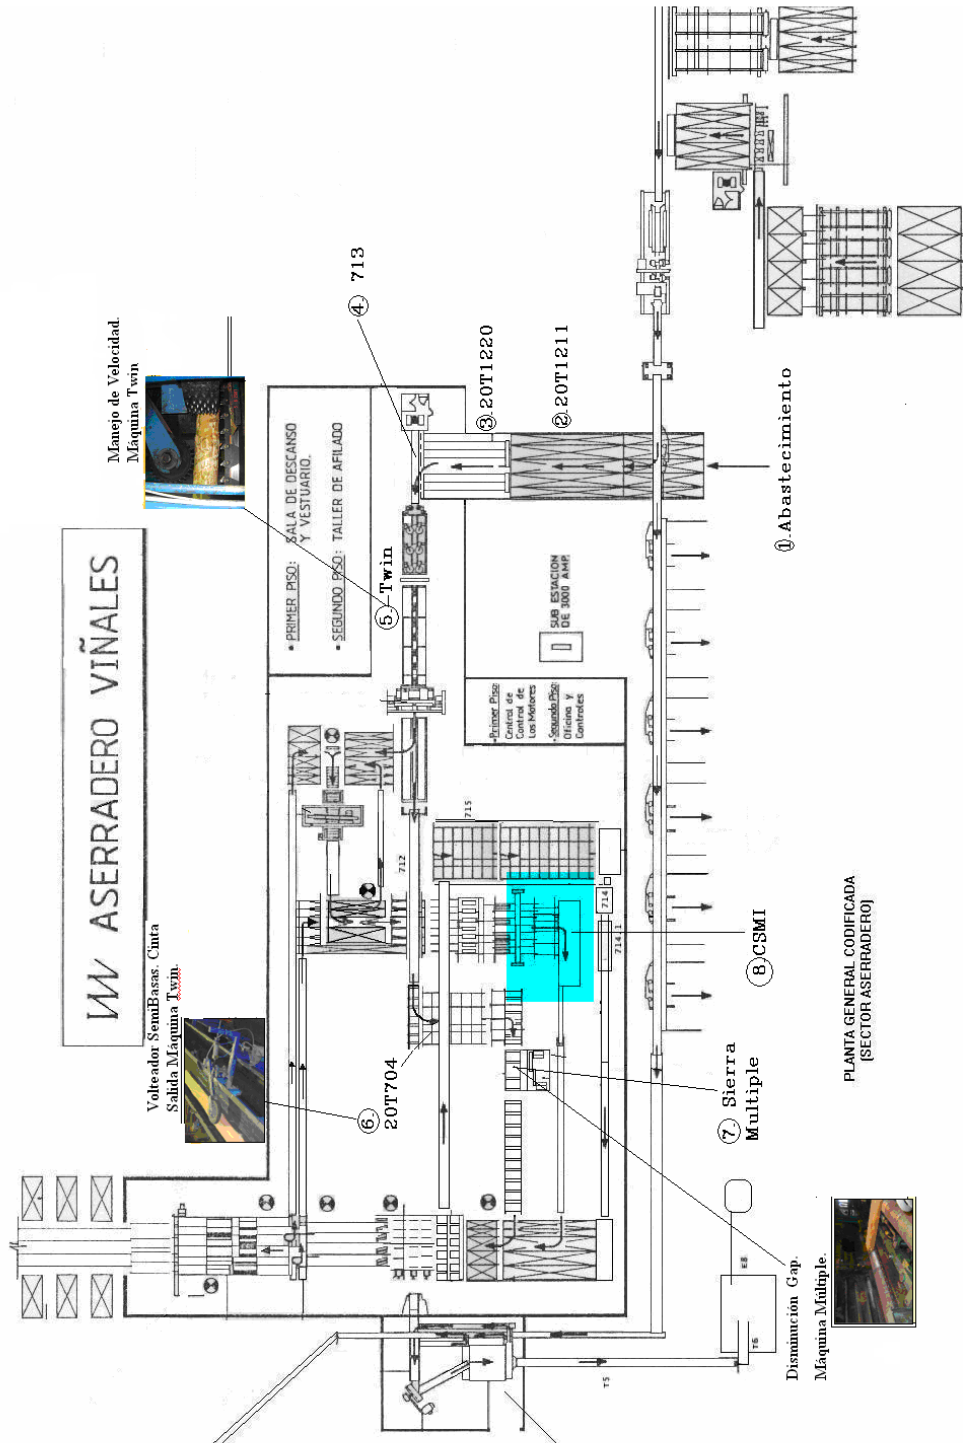 ASERRADERO VIÑALES
Manejo de Velocidad.
Máquina Twin
• PRIMER PISO: SALA DE DESCANSO
Y VESTUARIO.
• SEGUNDO PISO: TALLER DE AFILADO
④. 713
③.20T1220
②.20T1211
①.Abastecimiento
⑤. Twin
SUB ESTACION
DE 3000 AMP.
•Primer Piso:
Central de
Control de
Los Motores
•Segundo Piso:
Oficina y
Controles
715
712
714
714.1
⑧.CSMI
Volteador SemiBasas. Cinta
Salida Máquina Twin.
⑥.
20T704
⑦. Sierra
Multiple
PLANTA GENERAL CODIFICADA
(SECTOR ASERRADERO)
Disminución Gap.
Máquina Múltiple.
E8
T6
T5